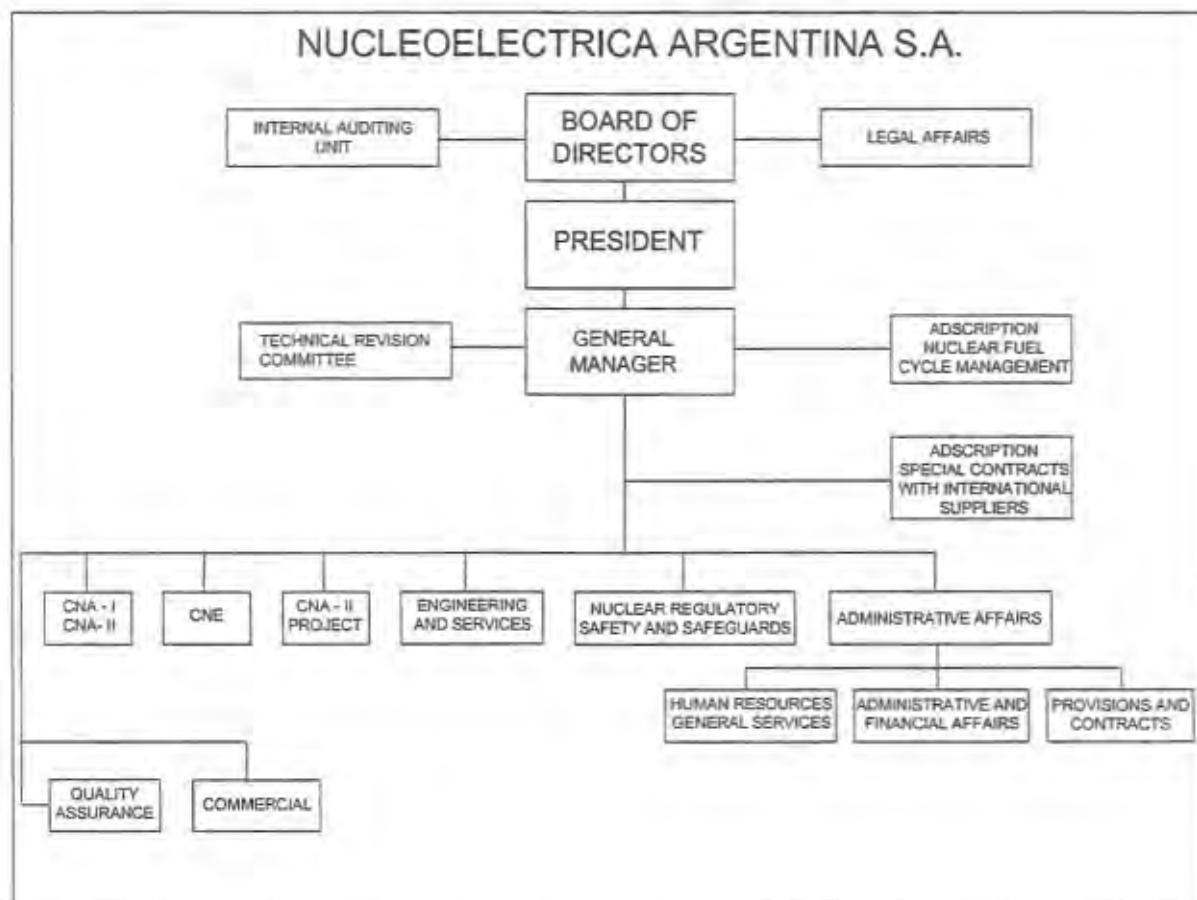 NUCLEOELECTRICA ARGENTINA S.A.
INTERNAL AUDITING
UNIT
BOARD OF
DIRECTORS
LEGAL AFFAIRS
PRESIDENT
TECHNICAL REVISION
COMMITTEE
GENERAL
MANAGER
ADSCRIPTION
NUCLEAR FUEL
CYCLE MANAGEMENT
ADSCRIPTION
SPECIAL CONTRACTS
WITH INTERNATIONAL
SUPPLIERS
CNA - I
CNA- II
CNE
CNA - II
PROJECT
ENGINEERING
AND SERVICES
NUCLEAR REGULATORY
SAFETY AND SAFEGUARDS
ADMINISTRATIVE AFFAIRS
HUMAN RESOURCES
GENERAL SERVICES
ADMINISTRATIVE AND
FINANCIAL AFFAIRS
PROVISIONS AND
CONTRACTS
QUALITY
ASSURANCE
COMMERCIAL